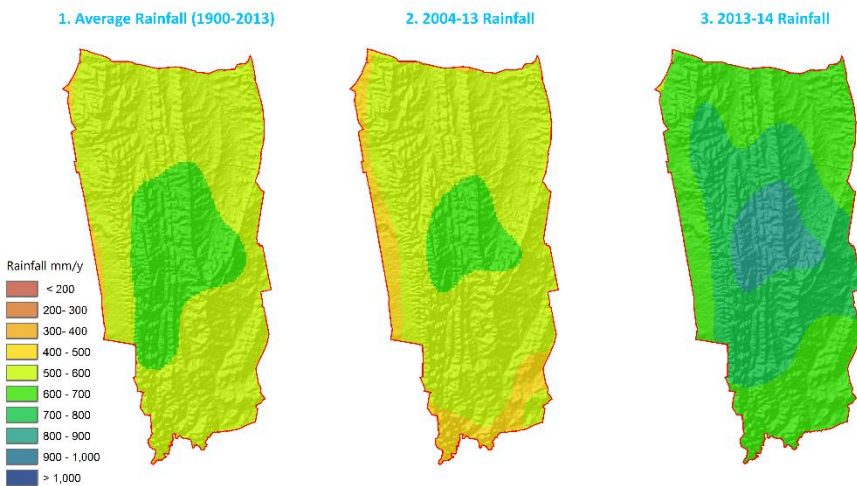 1. Average Rainfall (1900-2013)
2. 2004-13 Rainfall
3. 2013-14 Rainfall
Rainfall mm/y
< 200
200- 300
300- 400
400 - 500
500 - 600
600 - 700
700 - 800
800 - 900
900 - 1,000
> 1,000